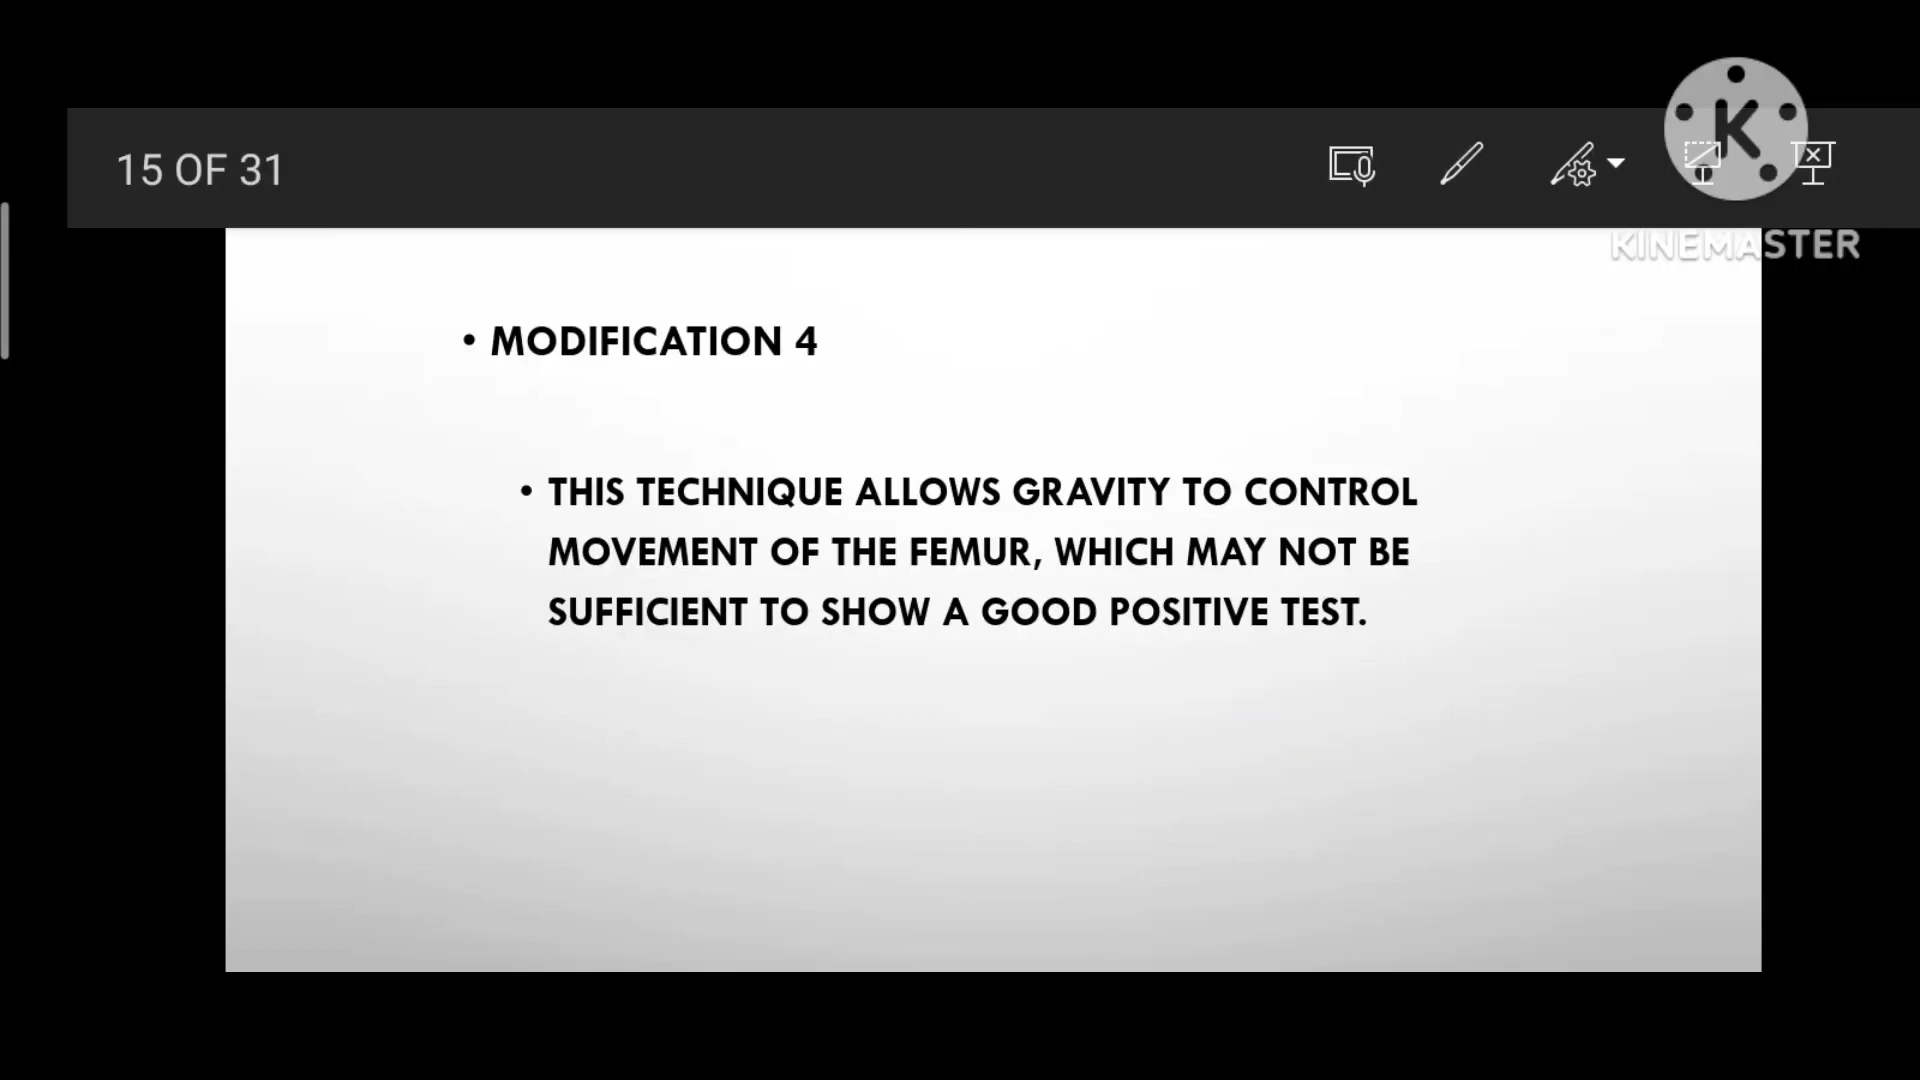 15 OF 31
K
KINEMASTER
• MODIFICATION 4
• THIS TECHNIQUE ALLOWS GRAVITY TO CONTROL
MOVEMENT OF THE FEMUR, WHICH MAY NOT BE
SUFFICIENT TO SHOW A GOOD POSITIVE TEST.